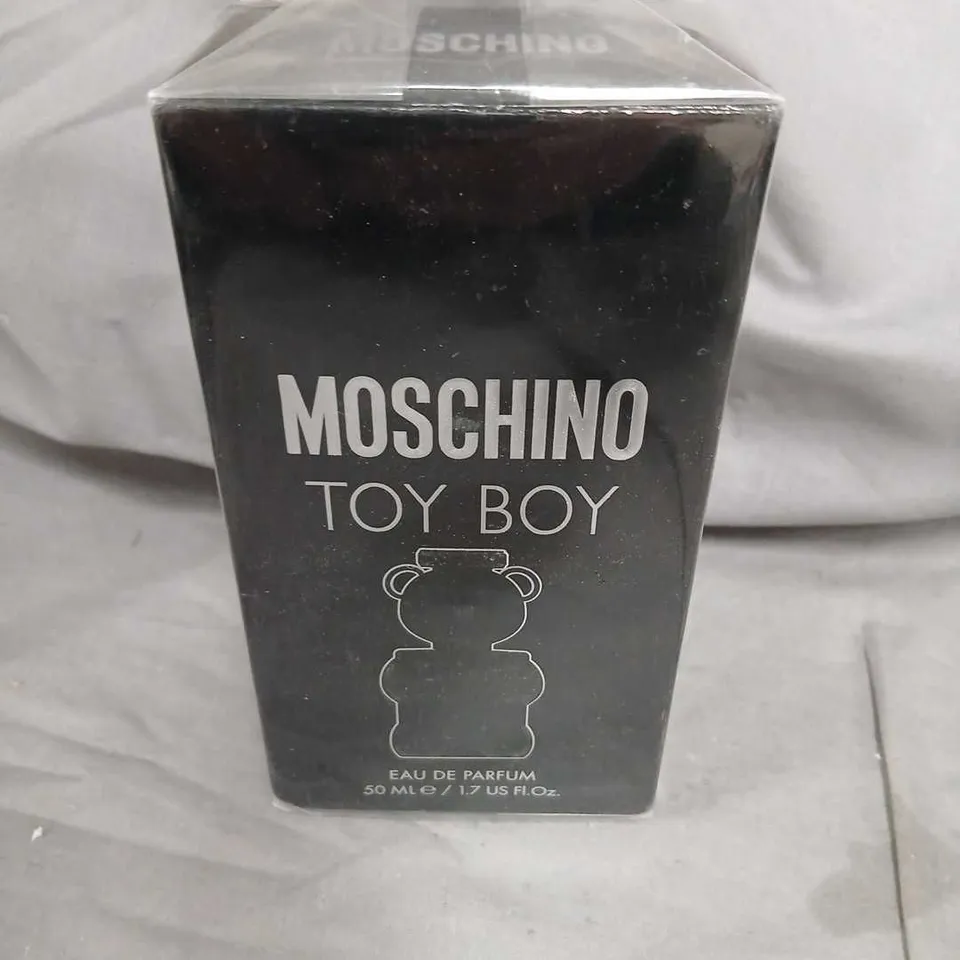 MOSCHINO
MOSCHINO
TOY BOY
EAU DE PARFUM
50 ML ℮ / 1.7 US Fl.Oz.